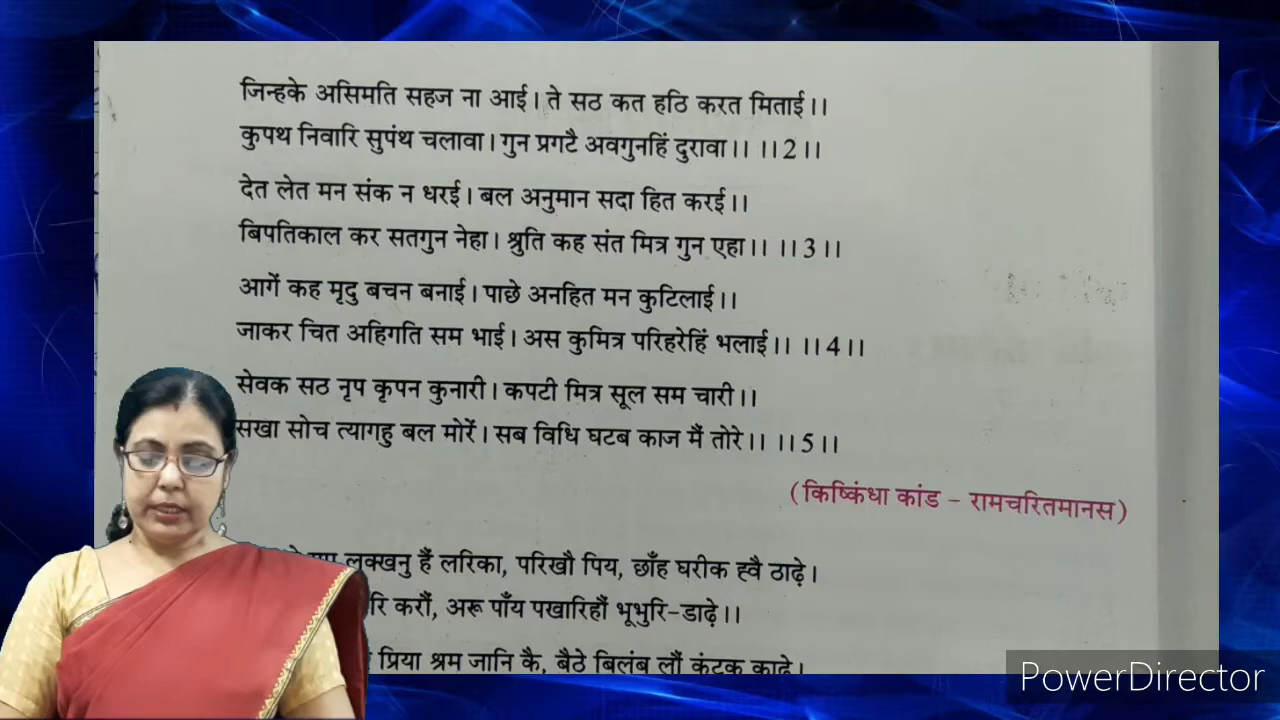 जिन्हके असिमति सहज ना आई। ते सठ कत हठि करत मिताई।।
कुपथ निवारि सुपंथ चलावा। गुन प्रगटै अवगुनहिं दुरावा।। ।।2।।
देत लेत मन संक न धरई। बल अनुमान सदा हित करई।।
बिपतिकाल कर सतगुन नेहा। श्रुति कह संत मित्र गुन एहा।। ।।3।।
आगें कह मृदु बचन बनाई। पाछे अनहित मन कुटिलाई।।
जाकर चित अहिगति सम भाई। अस कुमित्र परिहरेहिं भलाई।। ।।4।।
सेवक सठ नृप कृपन कुनारी। कपटी मित्र सूल सम चारी।।
सखा सोच त्यागहु बल मोरें। सब विधि घटब काज मैं तोरे।। ।।5।।
(किष्किंधा कांड - रामचरितमानस)
लक्खनु हैं लरिका, परिखौ पिय, छाँह घरीक ह्वै ठाढ़े।
करौं, अरू पाँय पखारिहौं भूभुरि-डाढ़े।।
प्रिया श्रम जानि कै, बैठे बिलंब लौं कंटक काढ़े।
PowerDirector